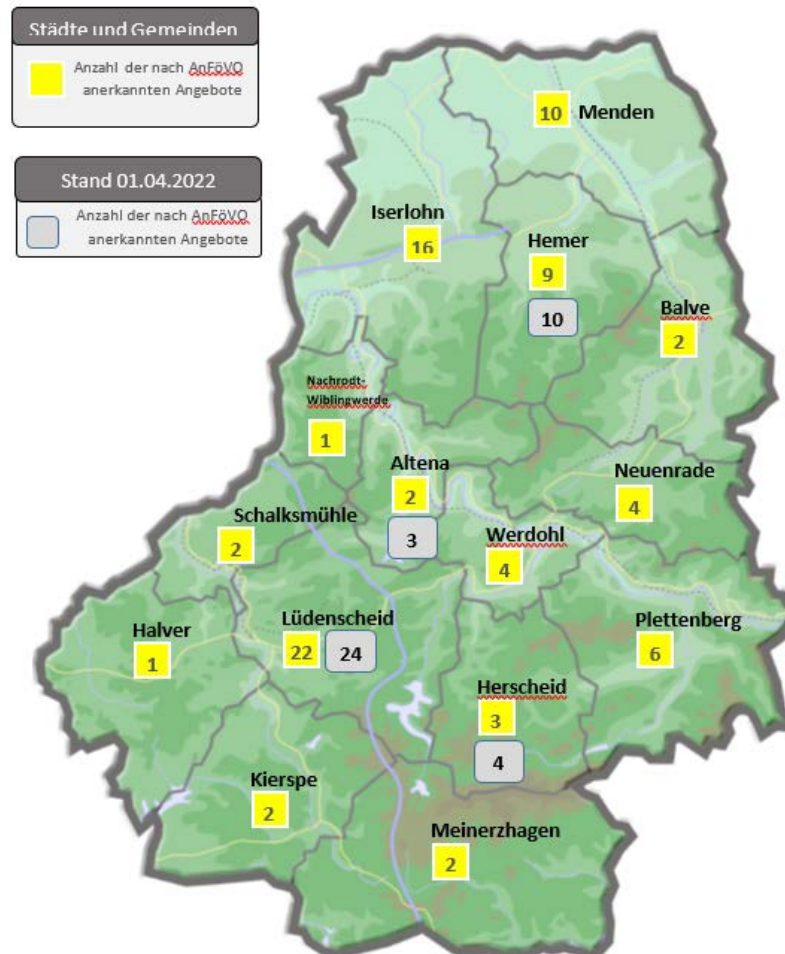 Städte und Gemeinden
Anzahl der nach AnFöVO
anerkannten Angebote
Stand 01.04.2022
Anzahl der nach AnFöVO
anerkannten Angebote
10 Menden
Iserlohn
16
Hemer
9
10
Balve
2
Nachrodt-
Wiblingwerde
1
Altena
2
3
Neuenrade
4
Schalksmühle
2
Werdohl
4
Halver
1
Lüdenscheid
22 24
Plettenberg
6
Herscheid
3
4
Kierspe
2
Meinerzhagen
2